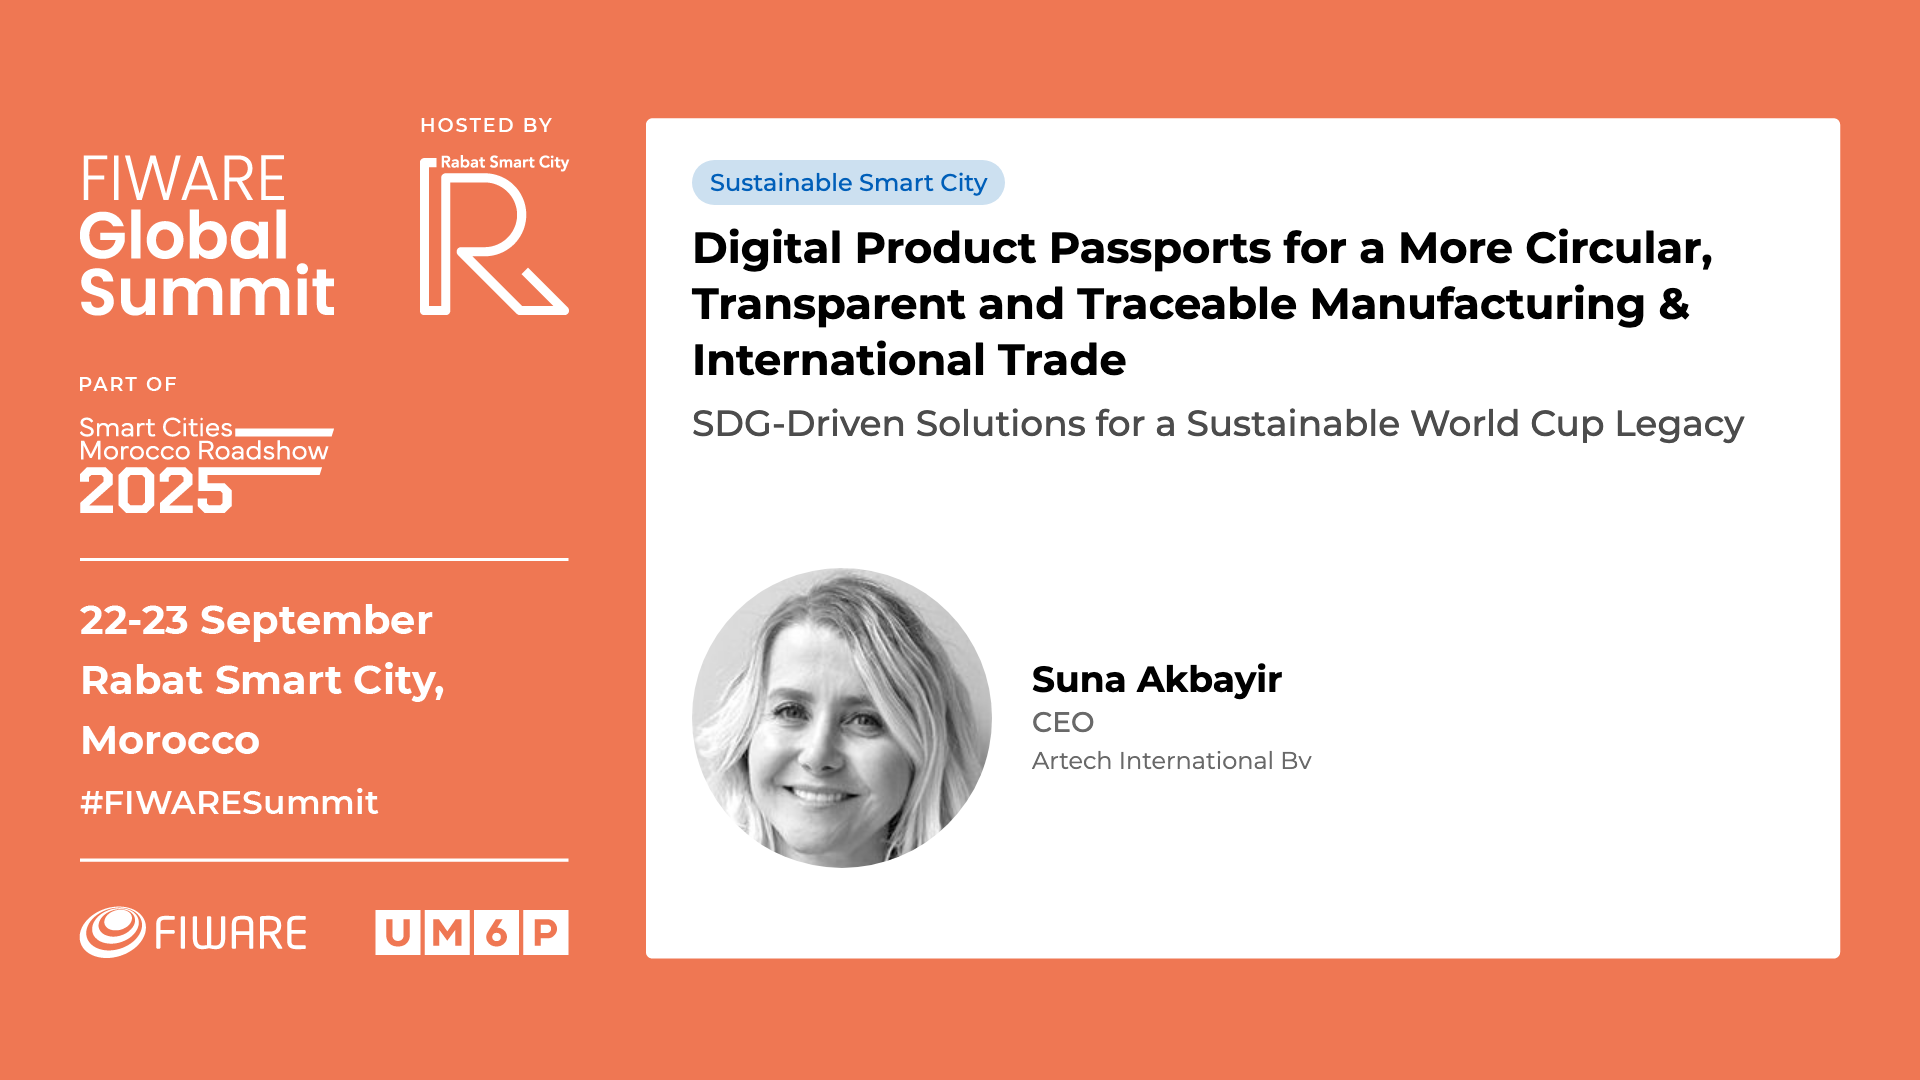 HOSTED BY
FIWARE
Global
Summit
Rabat Smart City
R
PART OF
Smart Cities
Morocco Roadshow
2025
22-23 September
Rabat Smart City,
Morocco
#FIWARESummit
FIWARE
UM6P
Sustainable Smart City
Digital Product Passports for a More Circular,
Transparent and Traceable Manufacturing &
International Trade
SDG-Driven Solutions for a Sustainable World Cup Legacy
Suna Akbayir
CEO
Artech International Bv